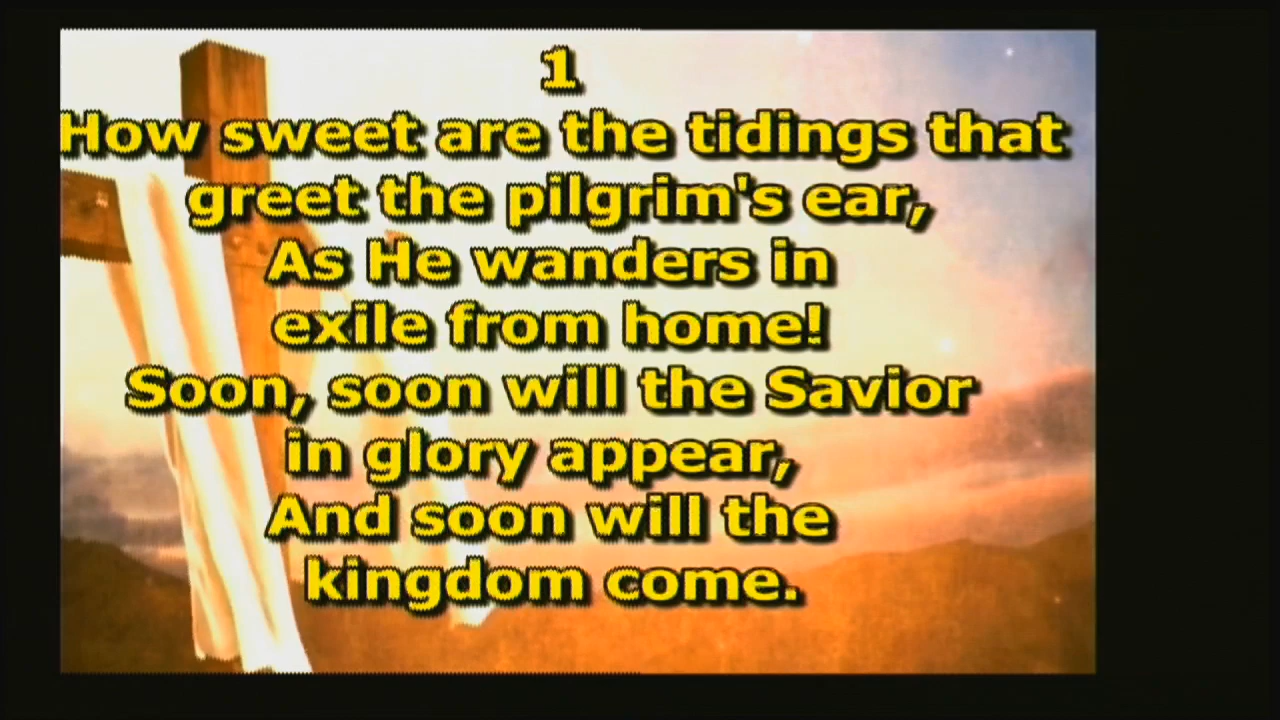 1
How sweet are the tidings that
greet the pilgrim's ear,
As He wanders in
exile from home!
Soon, soon will the Savior
in glory appear,
And soon will the
kingdom come.